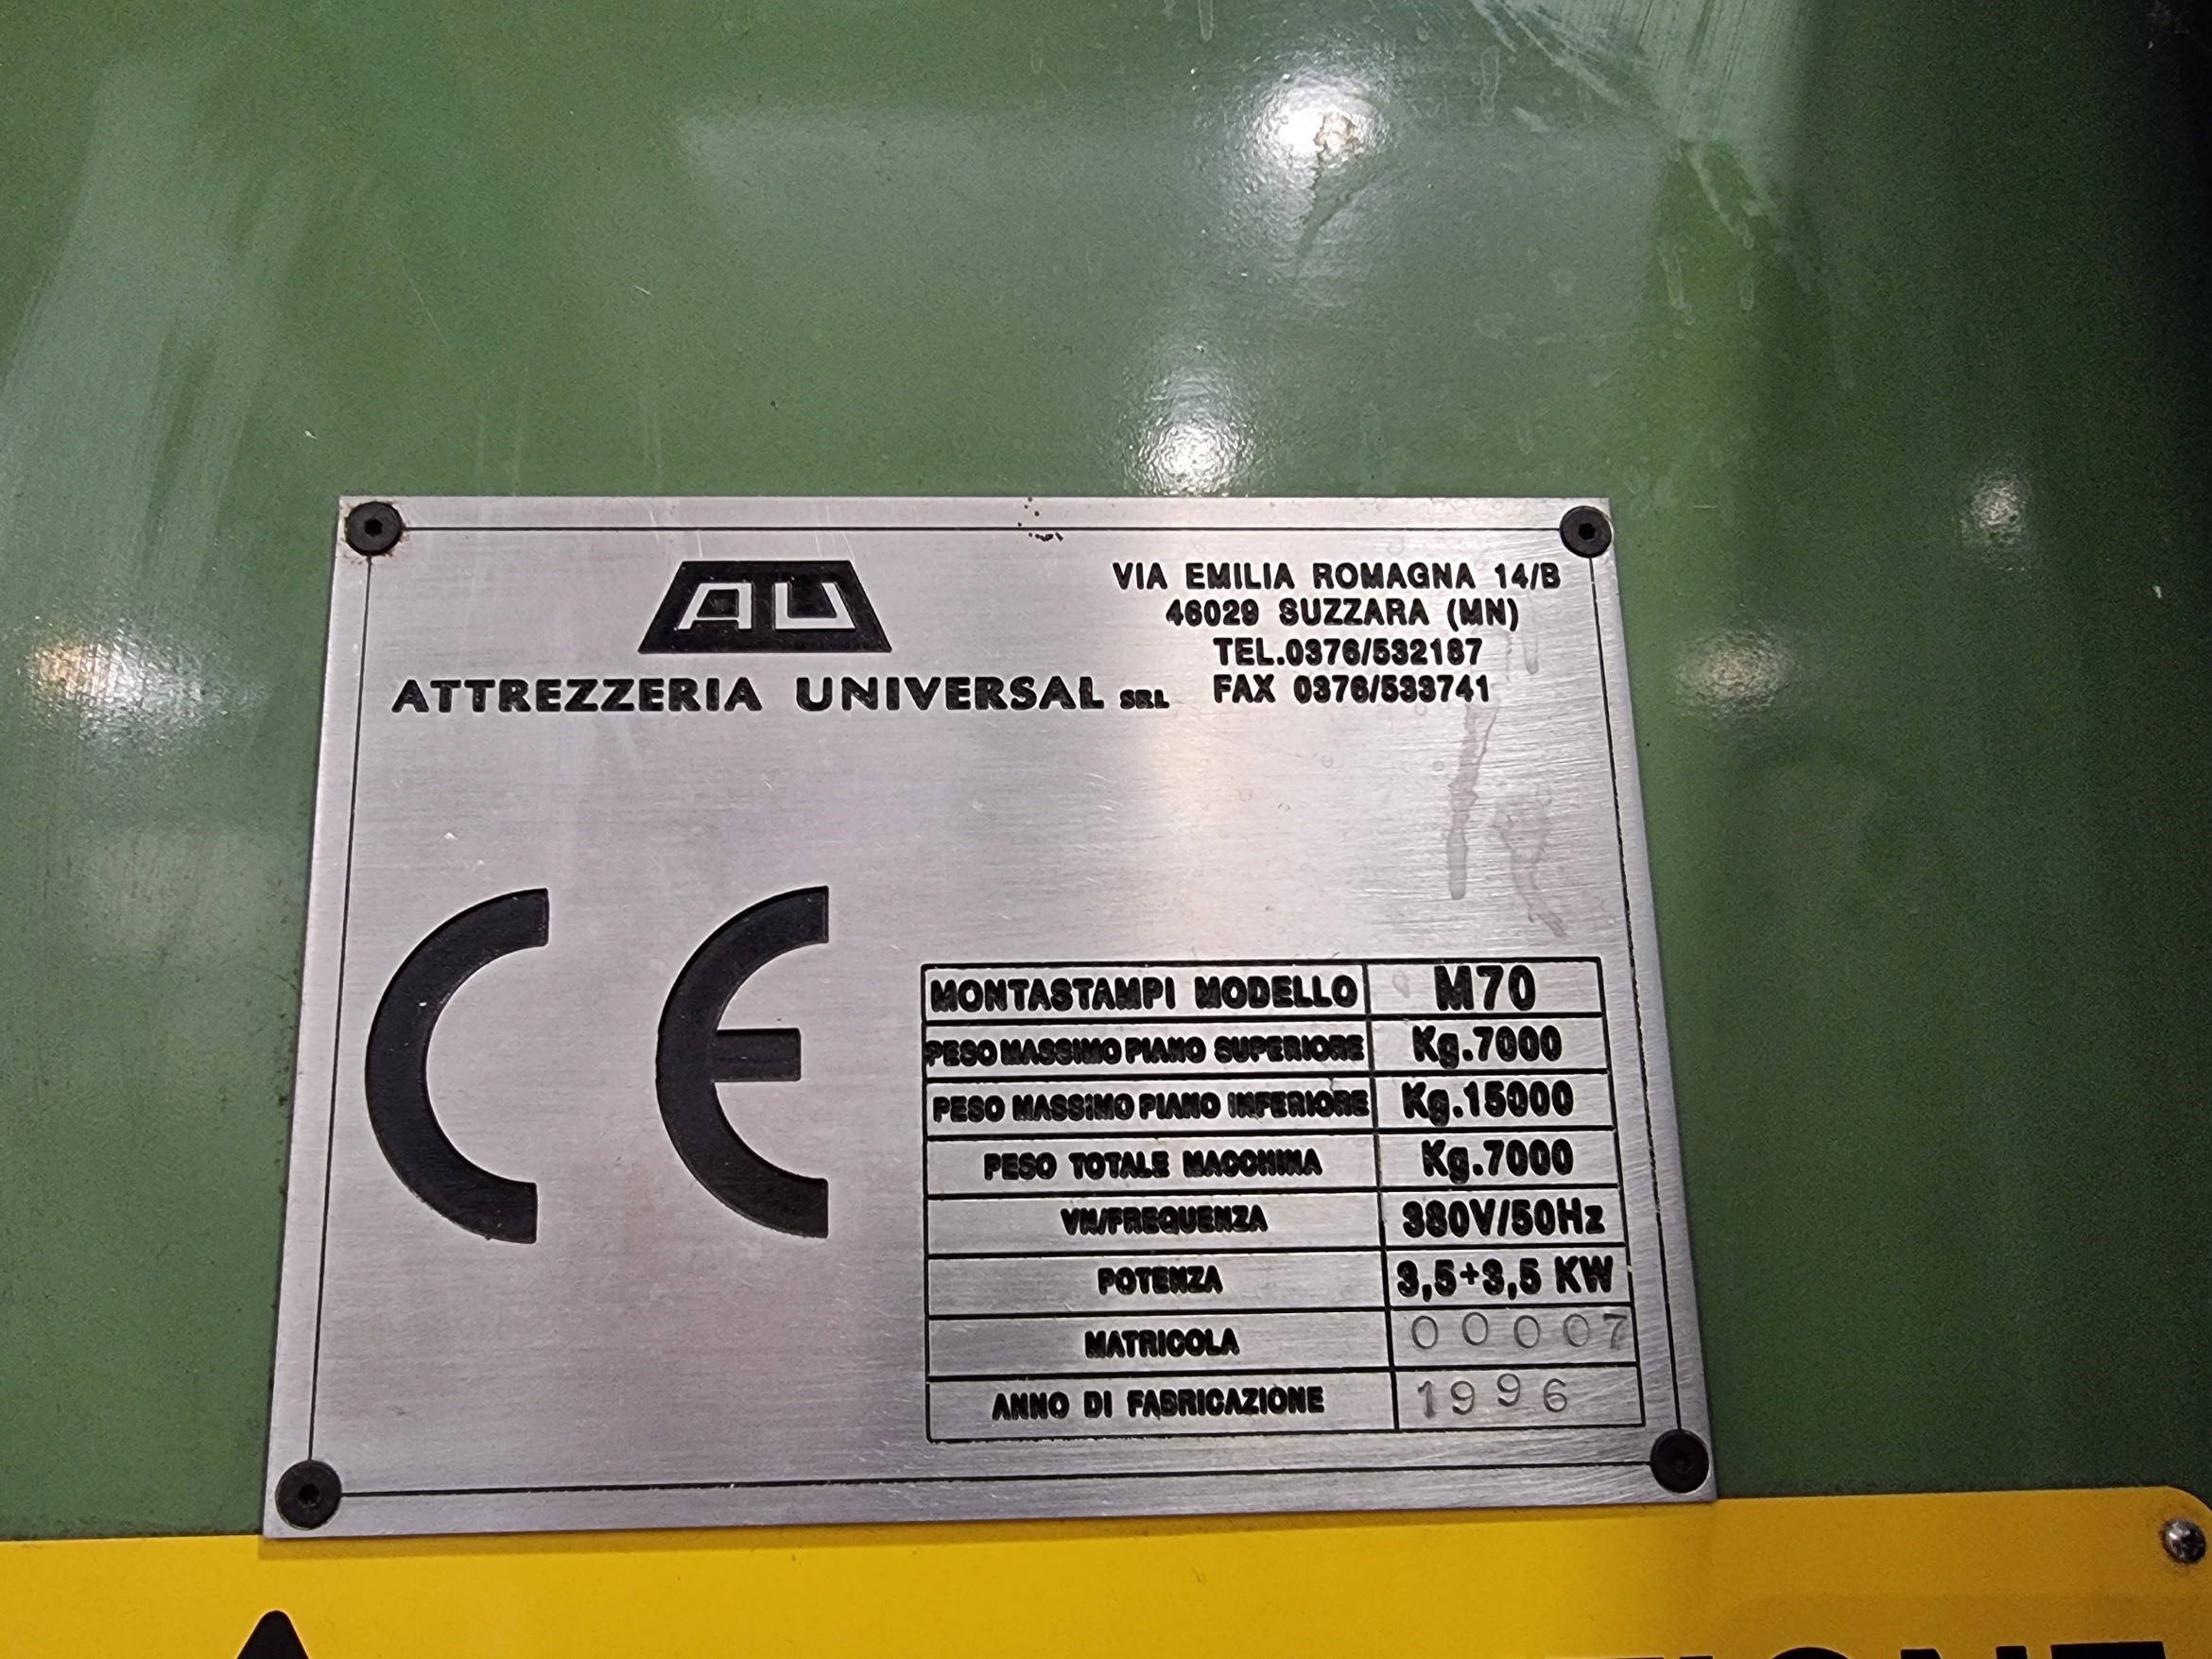 AU
ATTREZZERIA UNIVERSAL SRL
VIA EMILIA ROMAGNA 14/B
46029 SUZZARA (MN)
TEL.0376/532187
FAX 0376/533741
CE
MONTASTAMPI MODELLO M70
PESO MASSIMO PIANO SUPERIORE Kg.7000
PESO MASSIMO PIANO INFERIORE Kg.15000
PESO TOTALE MACCHINA Kg.7000
VN/FREQUENZA 380V/50Hz
POTENZA 3,5+3,5 KW
MATRICOLA 00007
ANNO DI FABRICAZIONE 1996